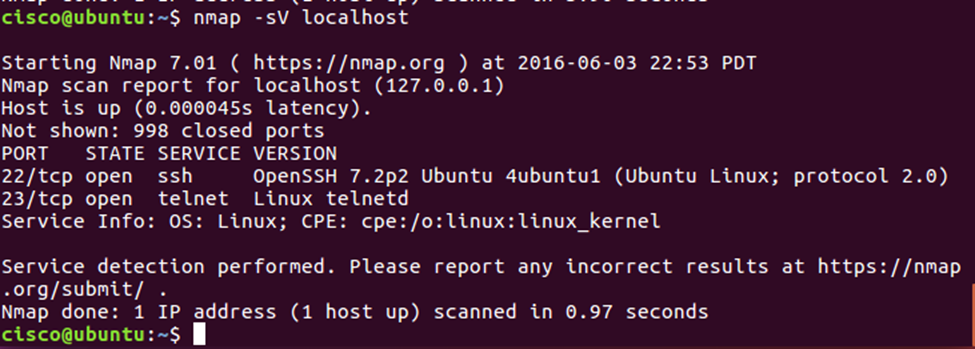 cisco@ubuntu:~$ nmap -sV localhost
Starting Nmap 7.01 ( https://nmap.org ) at 2016-06-03 22:53 PDT
Nmap scan report for localhost (127.0.0.1)
Host is up (0.000045s latency).
Not shown: 998 closed ports
PORT   STATE SERVICE VERSION
22/tcp open  ssh     OpenSSH 7.2p2 Ubuntu 4ubuntu1 (Ubuntu Linux; protocol 2.0)
23/tcp open  telnet  Linux telnetd
Service Info: OS: Linux; CPE: cpe:/o:linux:linux_kernel
Service detection performed. Please report any incorrect results at https://nmap
.org/submit/ .
Nmap done: 1 IP address (1 host up) scanned in 0.97 seconds
cisco@ubuntu:~$